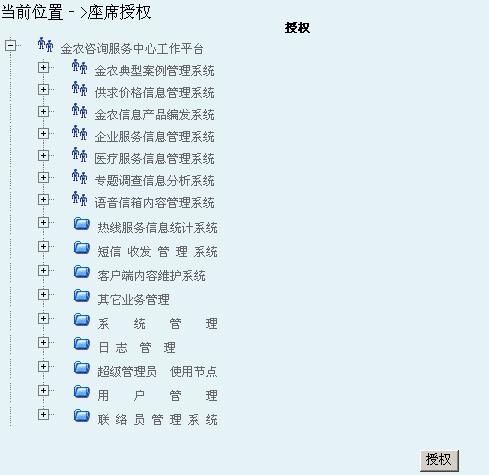 当前位置－>座席授权
授权
金农咨询服务中心工作平台
金农典型案例管理系统
供求价格信息管理系统
金农信息产品编发系统
企业服务信息管理系统
医疗服务信息管理系统
专题调查信息分析系统
语音信箱内容管理系统
热线服务信息统计系统
短信 收发 管 理 系统
客户端内容维护系统
其它业务管理
系 统 管 理
日 志 管 理
超级管理员 使用节点
用 户 管 理
联 络 员 管 理 系 统
授权